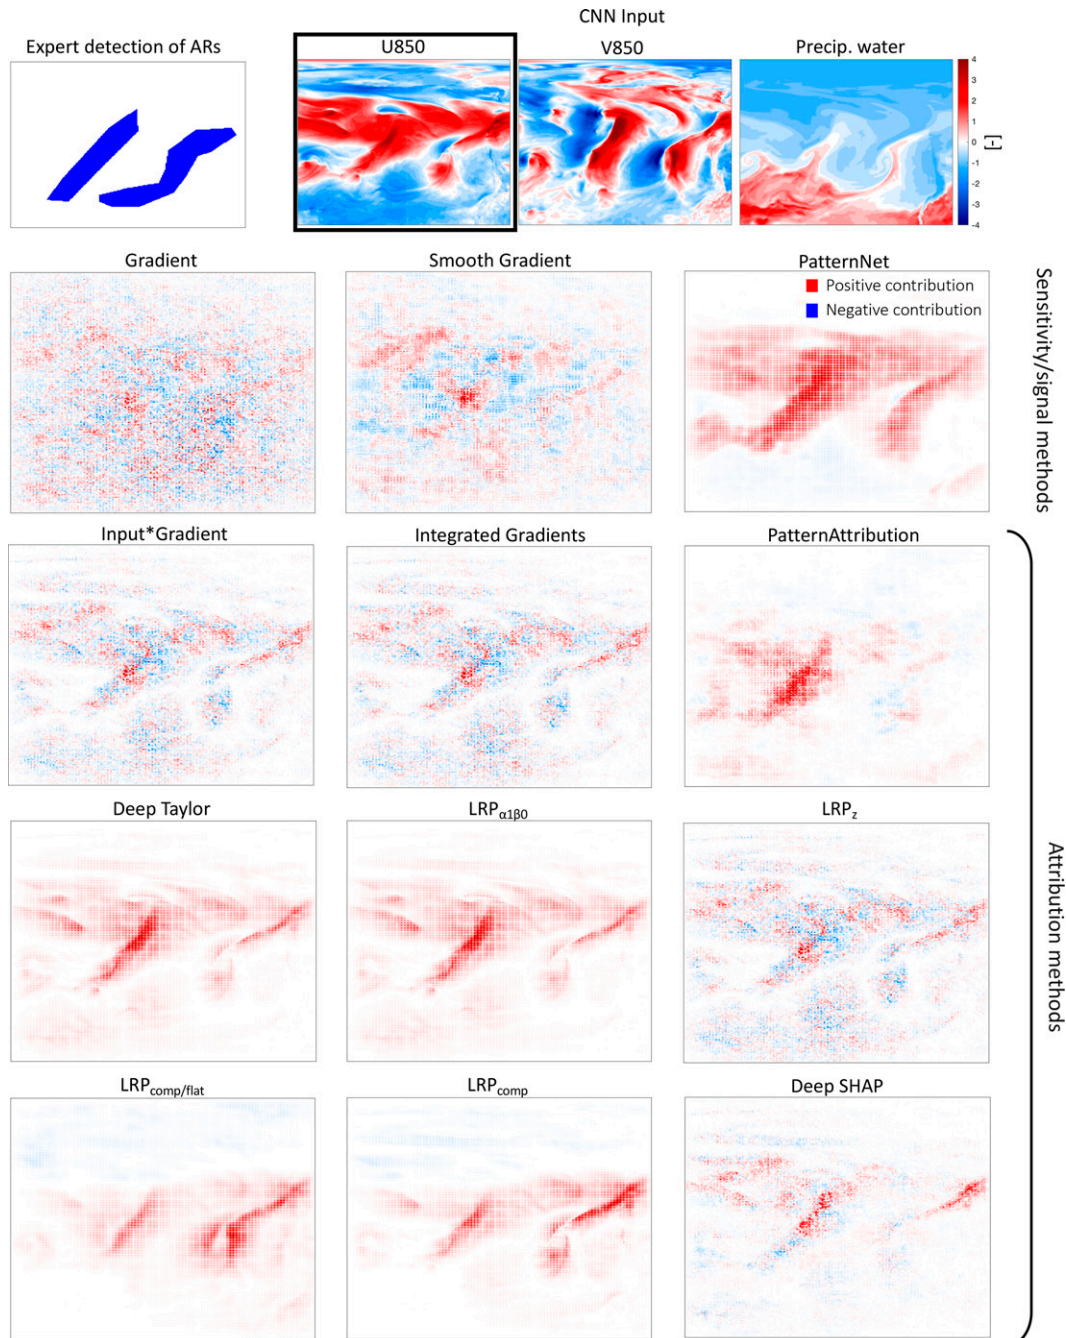 CNN Input
Expert detection of ARs
U850
V850
Precip. water
4
3
2
1
0
-1
-2
-3
-4
[-]
Gradient
Smooth Gradient
PatternNet
Positive contribution
Negative contribution
Sensitivity/signal methods
Input*Gradient
Integrated Gradients
PatternAttribution
Deep Taylor
LRPα1β0
LRPz
Attribution methods
LRPcomp/flat
LRPcomp
Deep SHAP